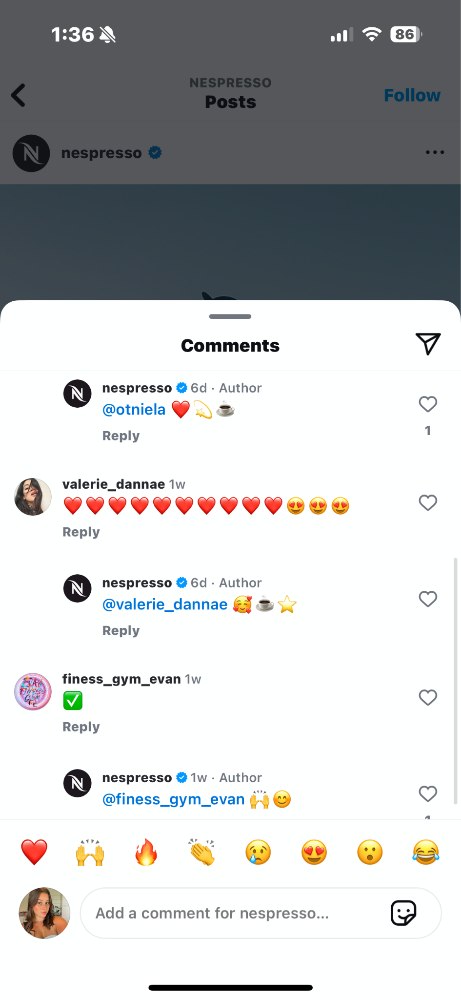 1:36
86
NESPRESSO
Posts
Follow
nespresso
Comments
nespresso 6d · Author
@otniela ❤️💫☕
Reply
1
valerie_dannae 1w
❤️❤️❤️❤️❤️❤️❤️❤️❤️❤️😍😍😍
Reply
nespresso 6d · Author
@valerie_dannae 🥰☕⭐
Reply
finess_gym_evan 1w
✅
Reply
nespresso 1w · Author
@finess_gym_evan 🙌😊
1
❤️🙌🔥👏😢😍😮😂
Add a comment for nespresso...